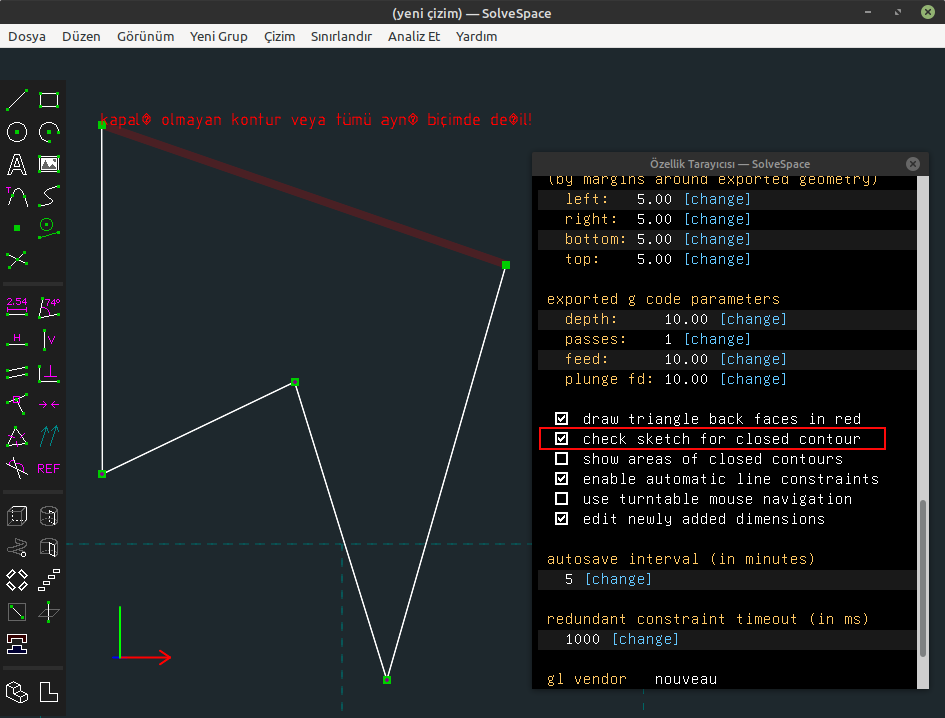 (yeni çizim) — SolveSpace
Dosya Düzen Görünüm Yeni Grup Çizim Sınırlandır Analiz Et Yardım
kapal� olmayan kontur veya tümü ayn� biçimde de�il!
A
T
2.54 74°
H V
REF
Özellik Tarayıcısı — SolveSpace
(by margins around exported geometry)
left: 5.00 [change]
right: 5.00 [change]
bottom: 5.00 [change]
top: 5.00 [change]
exported g code parameters
depth: 10.00 [change]
passes: 1 [change]
feed: 10.00 [change]
plunge fd: 10.00 [change]
draw triangle back faces in red
check sketch for closed contour
show areas of closed contours
enable automatic line constraints
use turntable mouse navigation
edit newly added dimensions
autosave interval (in minutes)
5 [change]
redundant constraint timeout (in ms)
1000 [change]
gl vendor nouveau